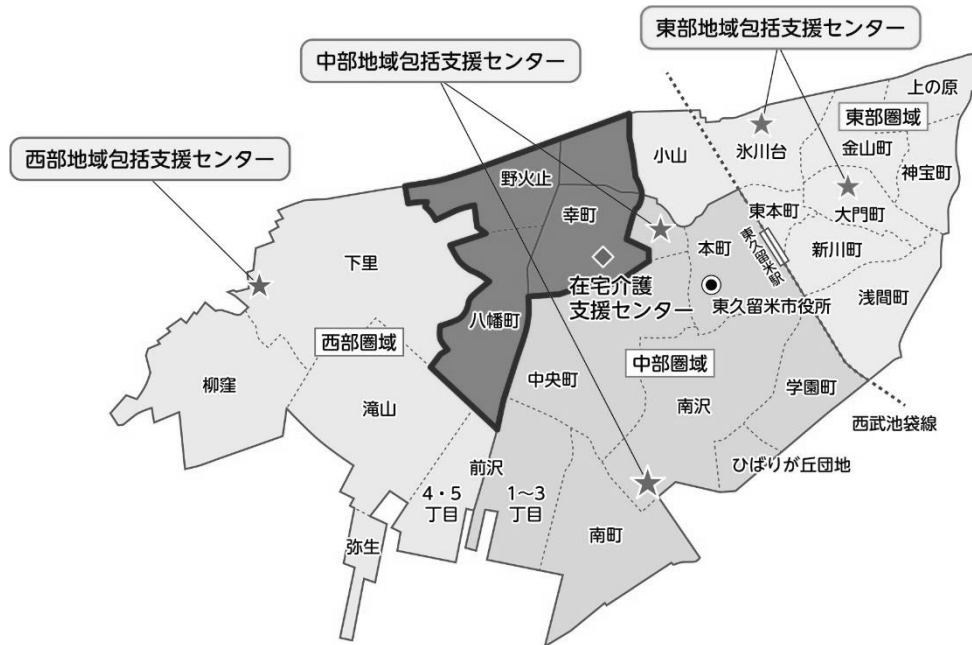 東部地域包括支援センター
中部地域包括支援センター
西部地域包括支援センター
上の原
東部圏域
小山
氷川台
金山町
神宝町
野火止
幸町
東本町
大門町
本町
東久留米駅
新川町
下里
在宅介護
支援センター
東久留米市役所
浅間町
八幡町
西部圏域
中部圏域
柳窪
中央町
学園町
滝山
南沢
西武池袋線
ひばりが丘団地
前沢
4・5
丁目
1~3
丁目
南町
弥生